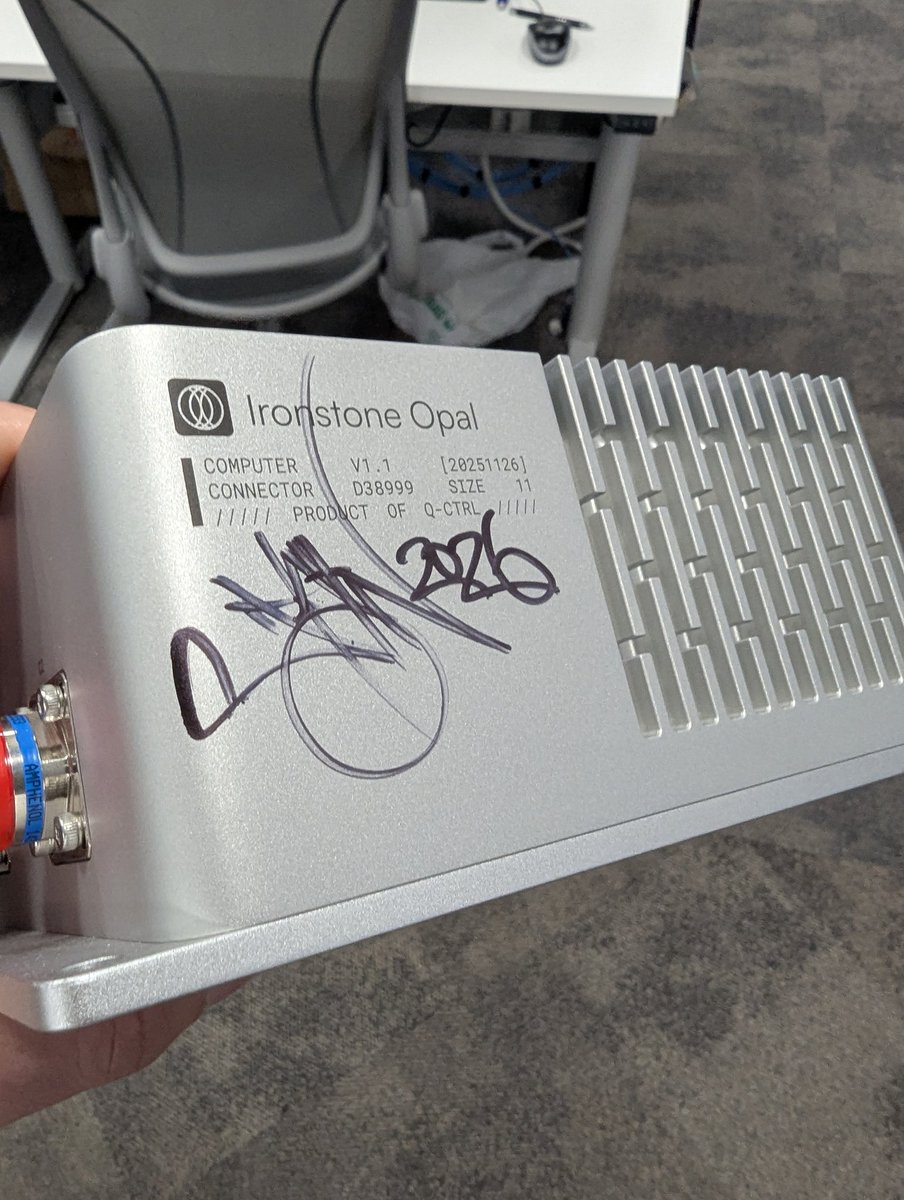 Ironstone Opal
COMPUTER V1.1 [20251126]
CONNECTOR D38999 SIZE 11
///// PRODUCT OF Q-CTRL /////
2026
AMPHENOL